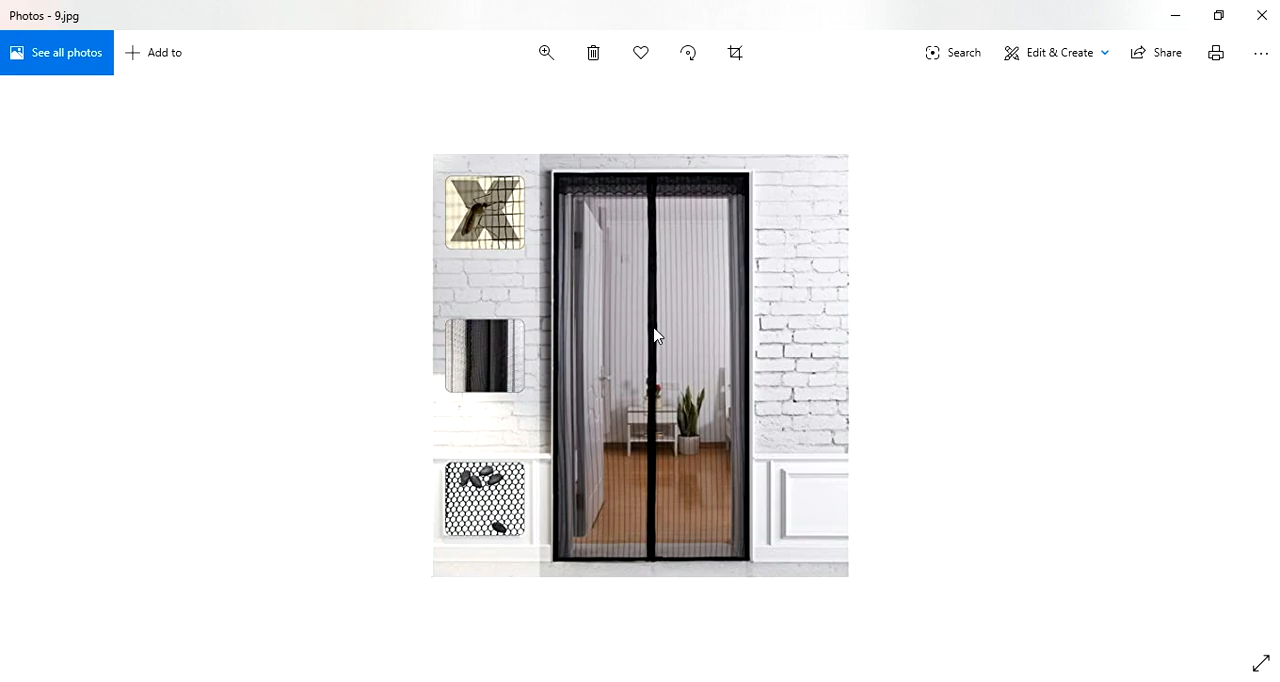 Photos - 9.jpg
See all photos
Add to
Search
Edit & Create
Share